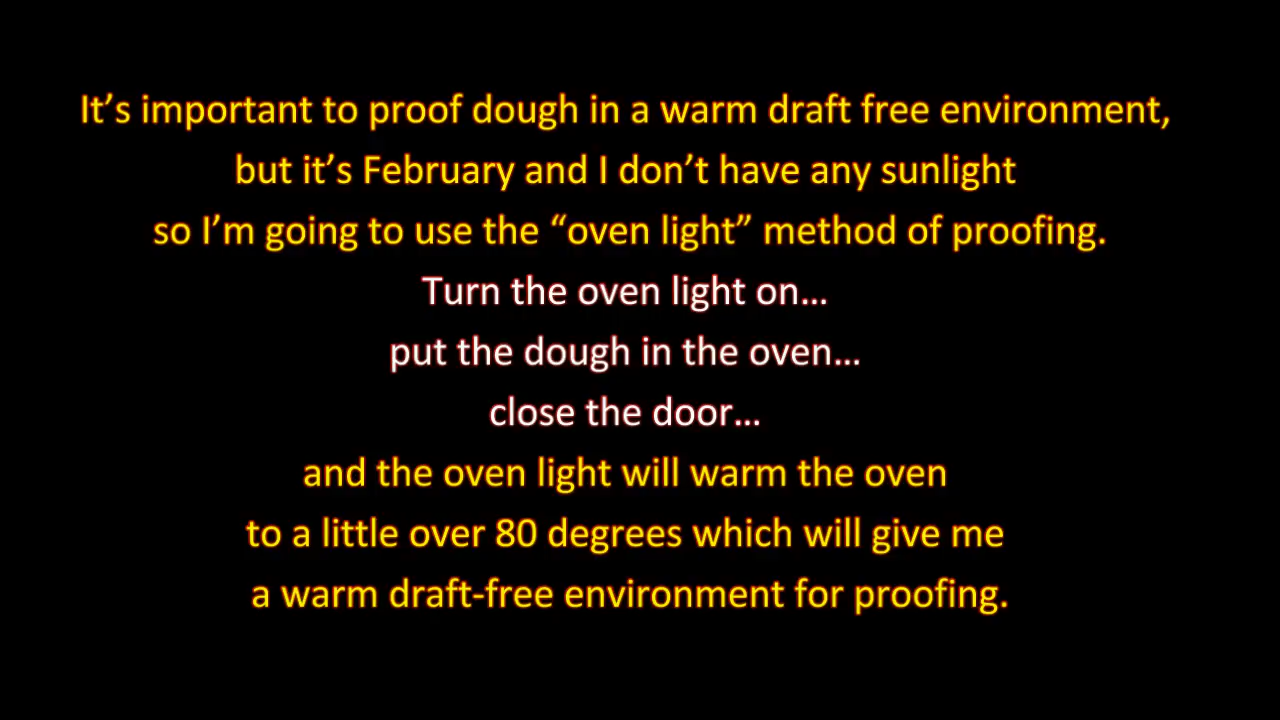 It’s important to proof dough in a warm draft free environment,
but it’s February and I don’t have any sunlight
so I’m going to use the “oven light” method of proofing.
Turn the oven light on…
put the dough in the oven…
close the door…
and the oven light will warm the oven
to a little over 80 degrees which will give me
a warm draft-free environment for proofing.